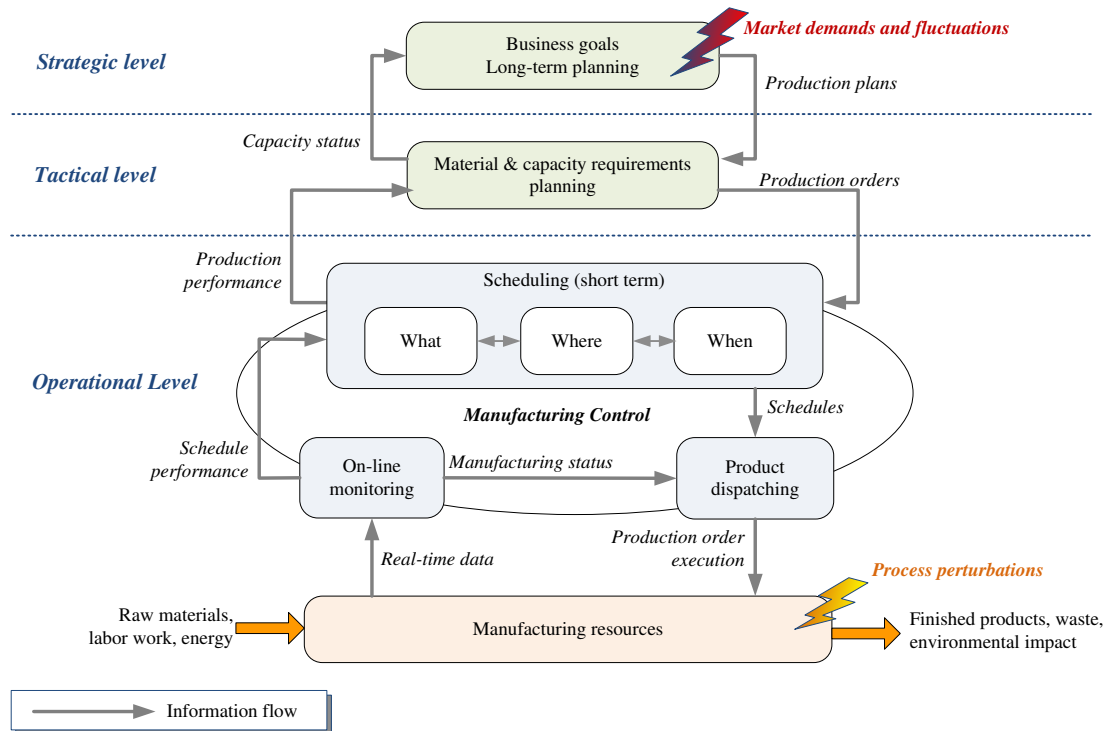 Market demands and fluctuations
Strategic level
Business goals
Long-term planning
Production plans
Capacity status
Tactical level
Material & capacity requirements
planning
Production orders
Production
performance
Scheduling (short term)
What
Where
When
Operational Level
Manufacturing Control
Schedules
Schedule
performance
On-line
monitoring
Manufacturing status
Product
dispatching
Real-time data
Production order
execution
Process perturbations
Raw materials,
labor work, energy
Manufacturing resources
Finished products, waste,
environmental impact
Information flow